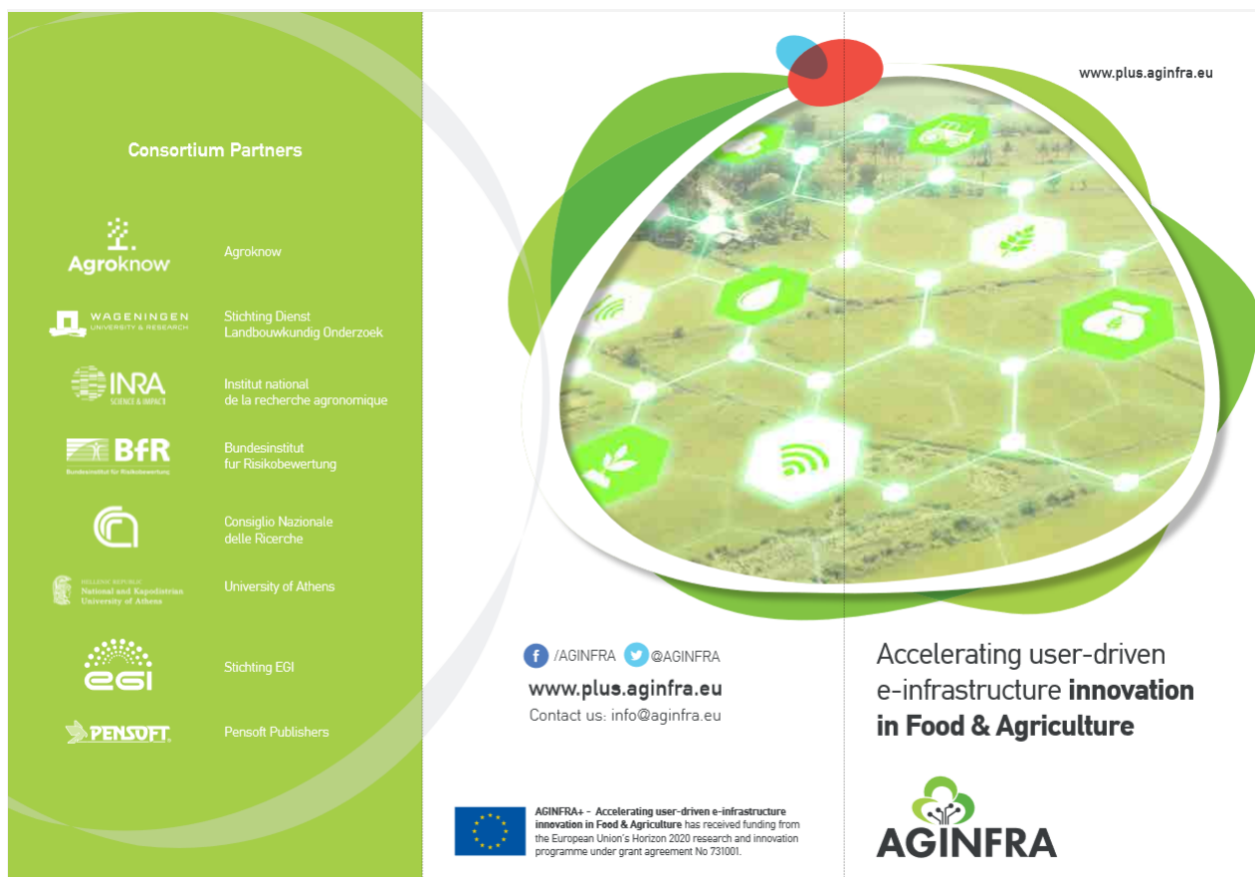 Consortium Partners
Agroknow
Agroknow
WAGENINGEN
UNIVERSITY & RESEARCH
Stichting Dienst
Landbouwkundig Onderzoek
INRA
SCIENCE & IMPACT
Institut national
de la recherche agronomique
BfR
Bundesinstitut für Risikobewertung
Bundesinstitut
fur Risikobewertung
Consiglio Nazionale
delle Ricerche
HELLENIC REPUBLIC
National and Kapodistrian
University of Athens
University of Athens
eGI
Stichting EGI
PENSOFT.
Pensoft Publishers
/AGINFRA @AGINFRA
www.plus.aginfra.eu
Contact us: info@aginfra.eu
AGINFRA+ - Accelerating user-driven e-infrastructure
innovation in Food & Agriculture has received funding from
the European Union's Horizon 2020 research and innovation
programme under grant agreement No 731001.
www.plus.aginfra.eu
Accelerating user-driven
e-infrastructure innovation
in Food & Agriculture
AGINFRA